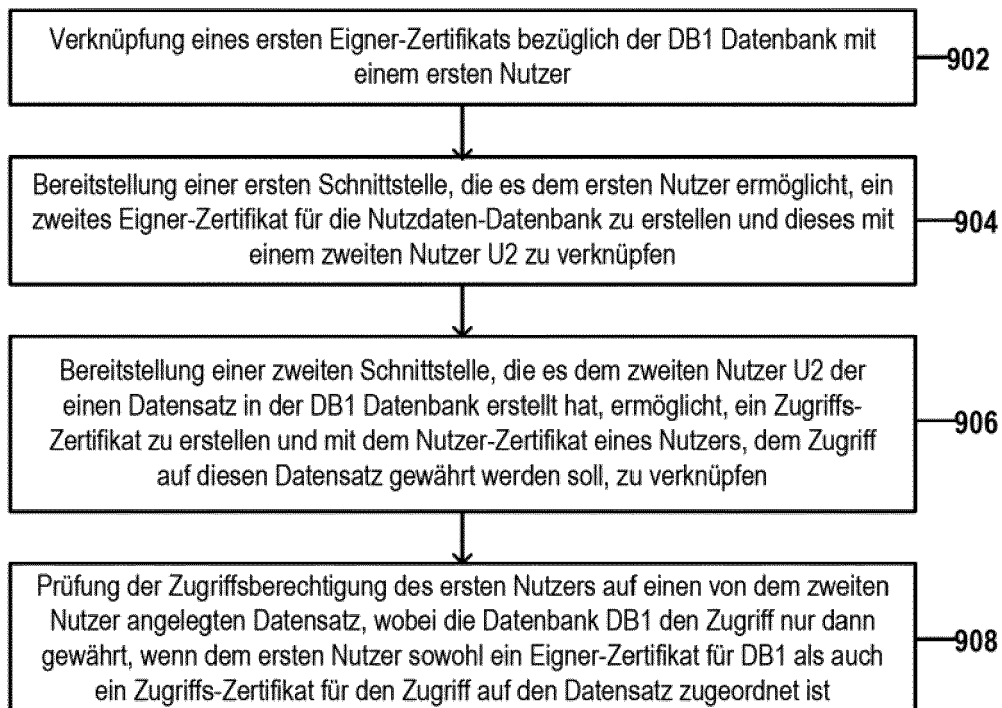 Verknüpfung eines ersten Eigner-Zertifikats bezüglich der DB1 Datenbank mit
einem ersten Nutzer
902
Bereitstellung einer ersten Schnittstelle, die es dem ersten Nutzer ermöglicht, ein
zweites Eigner-Zertifikat für die Nutzdaten-Datenbank zu erstellen und dieses mit
einem zweiten Nutzer U2 zu verknüpfen
904
Bereitstellung einer zweiten Schnittstelle, die es dem zweiten Nutzer U2 der
einen Datensatz in der DB1 Datenbank erstellt hat, ermöglicht, ein Zugriffs-
Zertifikat zu erstellen und mit dem Nutzer-Zertifikat eines Nutzers, dem Zugriff
auf diesen Datensatz gewährt werden soll, zu verknüpfen
906
Prüfung der Zugriffsberechtigung des ersten Nutzers auf einen von dem zweiten
Nutzer angelegten Datensatz, wobei die Datenbank DB1 den Zugriff nur dann
gewährt, wenn dem ersten Nutzer sowohl ein Eigner-Zertifikat für DB1 als auch
ein Zugriffs-Zertifikat für den Zugriff auf den Datensatz zugeordnet ist
908